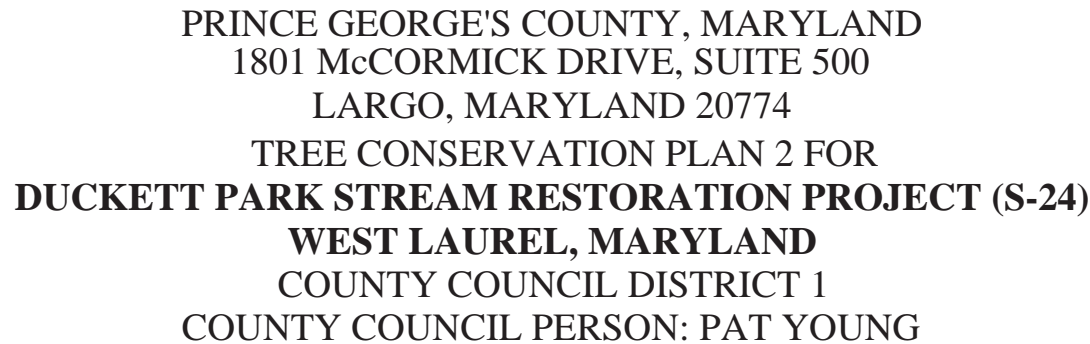 PRINCE GEORGE'S COUNTY, MARYLAND
1801 McCORMICK DRIVE, SUITE 500
LARGO, MARYLAND 20774
TREE CONSERVATION PLAN 2 FOR
DUCKETT PARK STREAM RESTORATION PROJECT (S-24)
WEST LAUREL, MARYLAND
COUNTY COUNCIL DISTRICT 1
COUNTY COUNCIL PERSON: PAT YOUNG